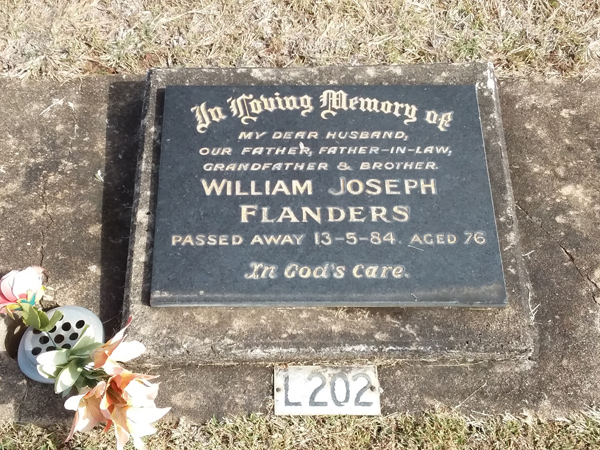 In Loving Memory of
MY DEAR HUSBAND,
OUR FATHER, FATHER-IN-LAW,
GRANDFATHER & BROTHER.
WILLIAM JOSEPH
FLANDERS
PASSED AWAY 13-5-84. AGED 76
In God's Care.
L202